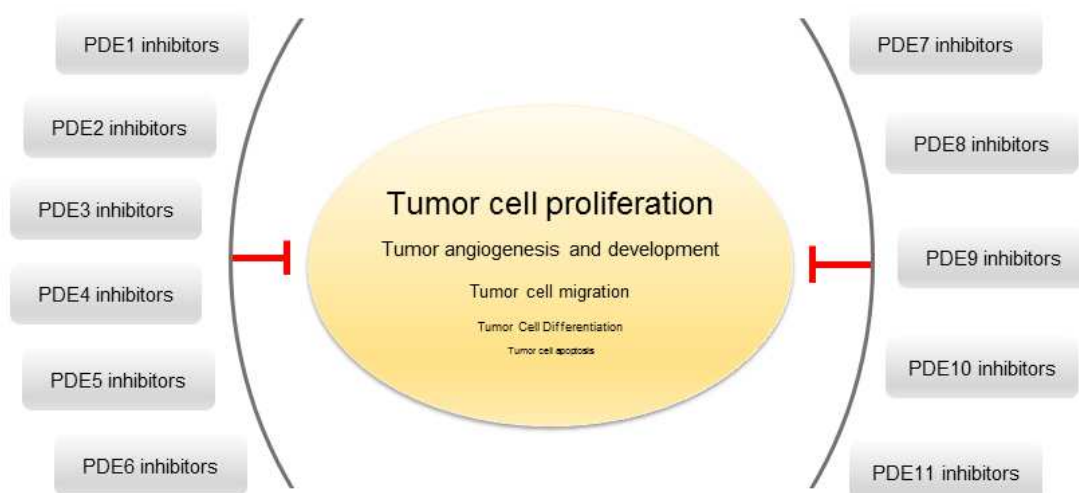 PDE1 inhibitors
PDE2 inhibitors
PDE3 inhibitors
PDE4 inhibitors
PDE5 inhibitors
PDE6 inhibitors
Tumor cell proliferation
Tumor angiogenesis and development
Tumor cell migration
Tumor Cell Differentiation
Tumor cell apoptosis
PDE7 inhibitors
PDE8 inhibitors
PDE9 inhibitors
PDE10 inhibitors
PDE11 inhibitors